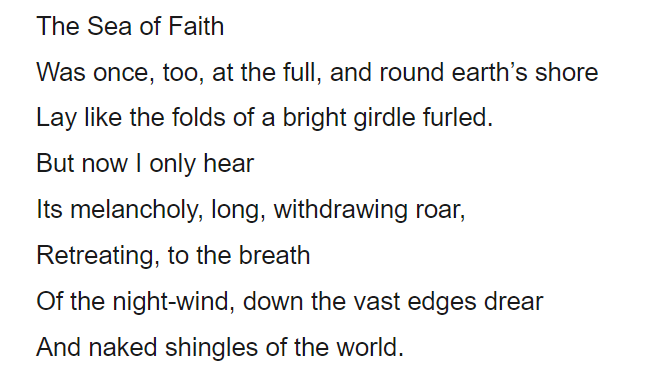 The Sea of Faith
Was once, too, at the full, and round earth’s shore
Lay like the folds of a bright girdle furled.
But now I only hear
Its melancholy, long, withdrawing roar,
Retreating, to the breath
Of the night-wind, down the vast edges drear
And naked shingles of the world.